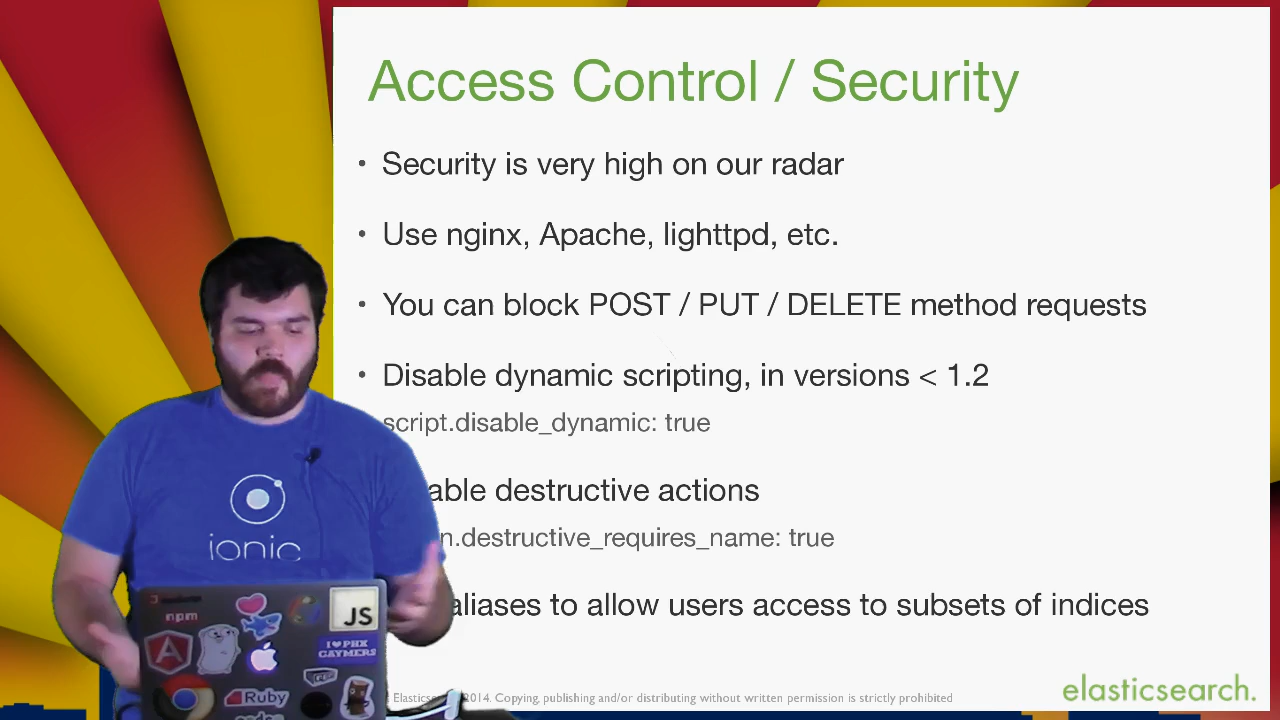 Access Control / Security
• Security is very high on our radar
• Use nginx, Apache, lighttpd, etc.
• You can block POST / PUT / DELETE method requests
• Disable dynamic scripting, in versions < 1.2
script.disable_dynamic: true
able destructive actions
n.destructive_requires_name: true
aliases to allow users access to subsets of indices
2014. Copying, publishing and/or distributing without written permission is strictly prohibited
elasticsearch.
ionic
npm
JS
I ♥ PHX
GAYMERS
Ruby